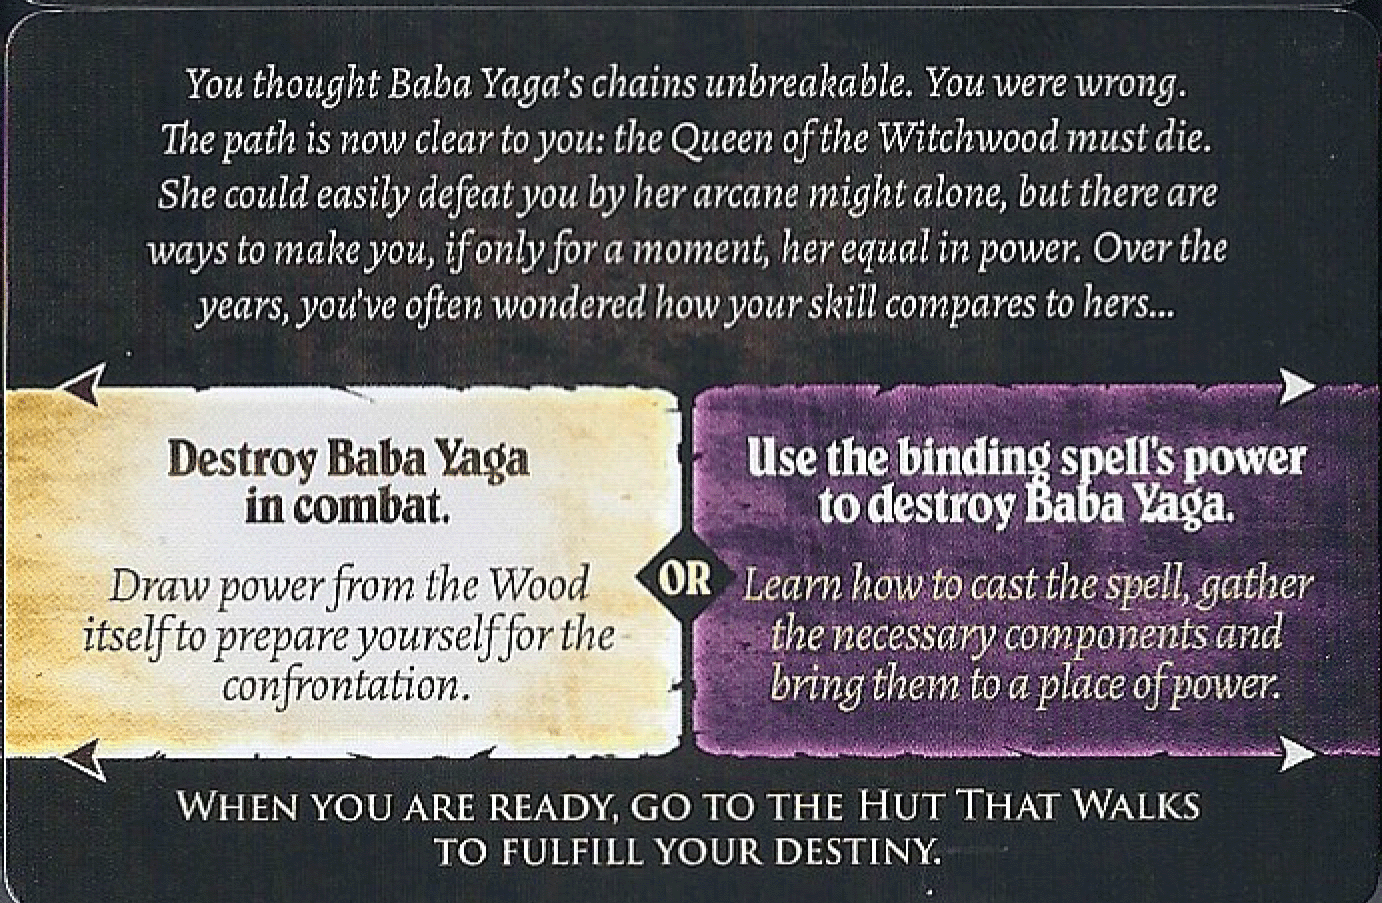 You thought Baba Yaga's chains unbreakable. You were wrong.
The path is now clear to you: the Queen of the Witchwood must die.
She could easily defeat you by her arcane might alone, but there are
ways to make you, if only for a moment, her equal in power. Over the
years, you've often wondered how your skill compares to hers...
Destroy Baba Yaga
in combat.
Draw power from the Wood
itself to prepare yourself for the
confrontation.
OR
Use the binding spell's power
to destroy Baba Yaga.
Learn how to cast the spell, gather
the necessary components and
bring them to a place of power.
WHEN YOU ARE READY, GO TO THE HUT THAT WALKS
TO FULFILL YOUR DESTINY.